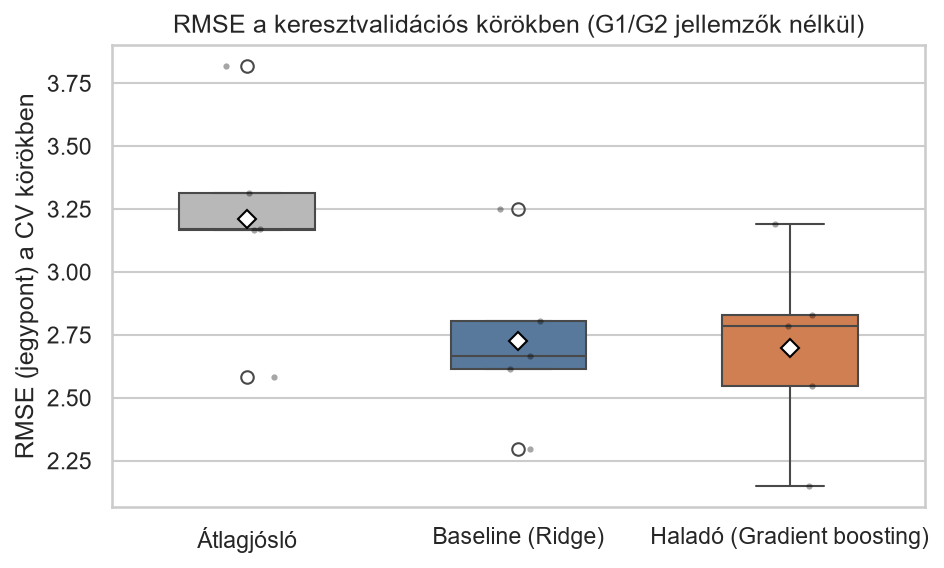 RMSE a keresztvalidációs körökben (G1/G2 jellemzők nélkül)
RMSE (jegypont) a CV körökben
3.75
3.50
3.25
3.00
2.75
2.50
2.25
Átlagjósló
Baseline (Ridge)
Haladó (Gradient boosting)